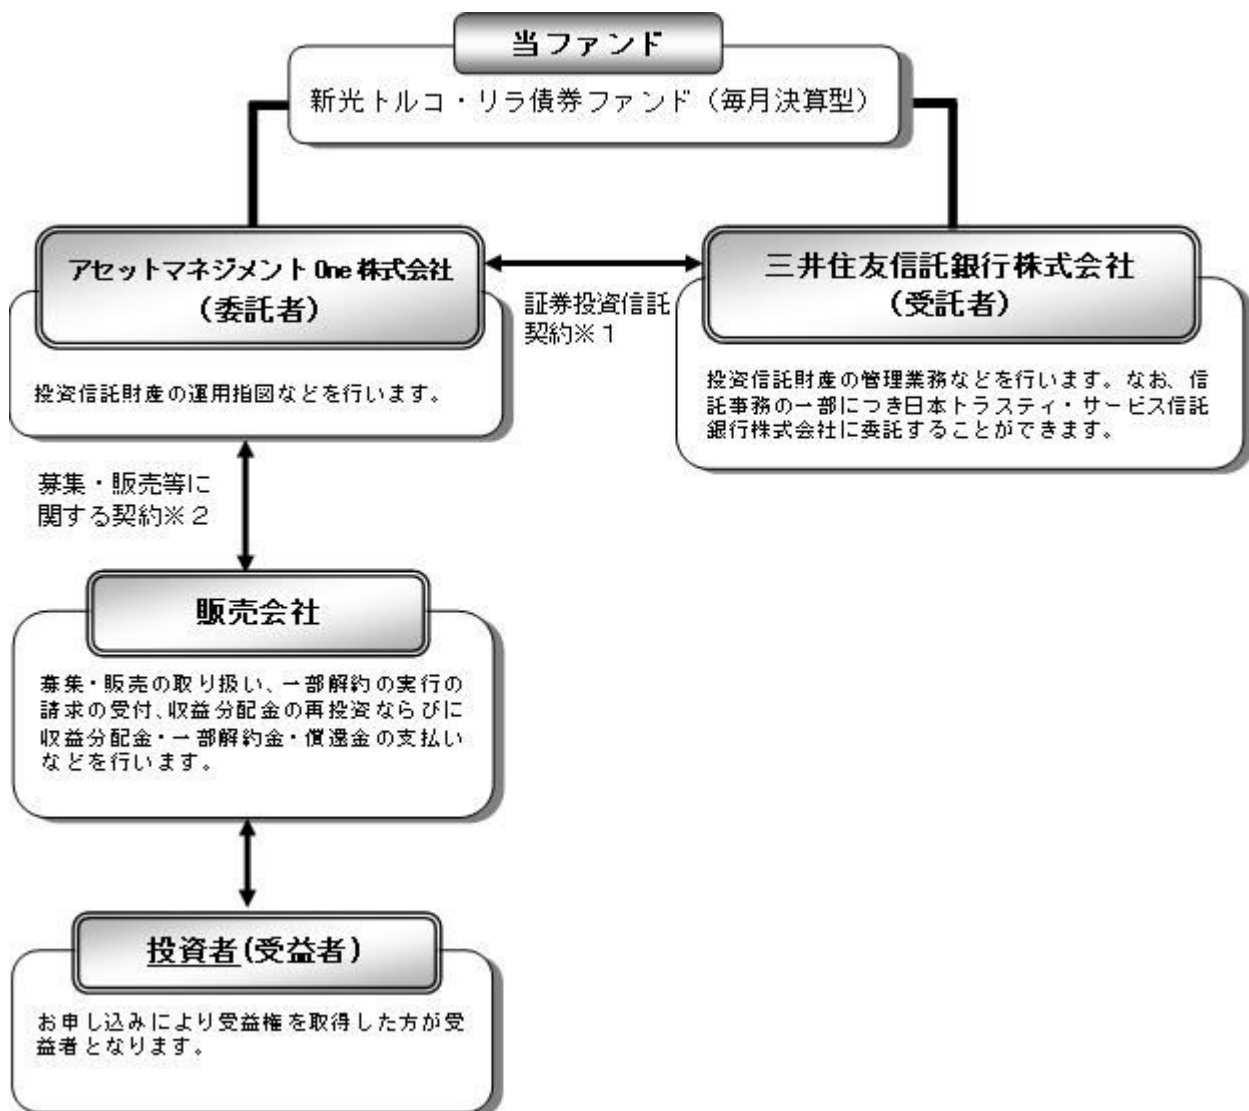 当ファンド
新光トルコ・リラ債券ファンド（毎月決算型）
アセットマネジメント One 株式会社
（委託者）
投資信託財産の運用指図などを行います。
証券投資信託
契約※１
三井住友信託銀行株式会社
（受託者）
投資信託財産の管理業務などを行います。なお、信
託事務の一部につき日本トラスティ・サービス信託
銀行株式会社に委託することができます。
募集・販売等に
関する契約※２
販売会社
募集・販売の取り扱い、一部解約の実行の
請求の受付、収益分配金の再投資ならびに
収益分配金・一部解約金・償還金の支払い
などを行います。
投資者(受益者)
お申し込みにより受益権を取得した方が受
益者となります。